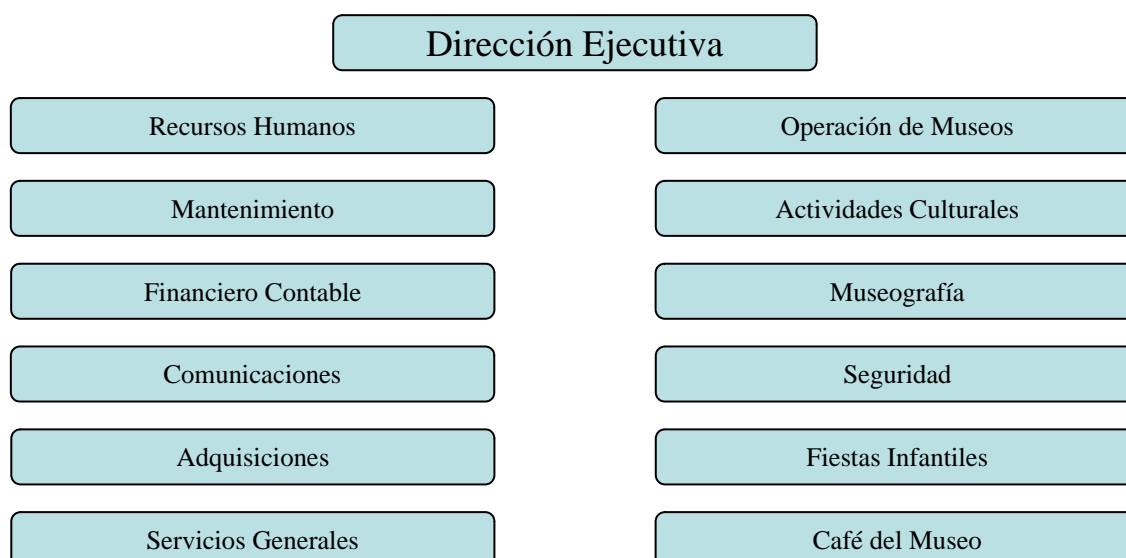 Dirección Ejecutiva
Recursos Humanos
Operación de Museos
Mantenimiento
Actividades Culturales
Financiero Contable
Museografía
Comunicaciones
Seguridad
Adquisiciones
Fiestas Infantiles
Servicios Generales
Café del Museo